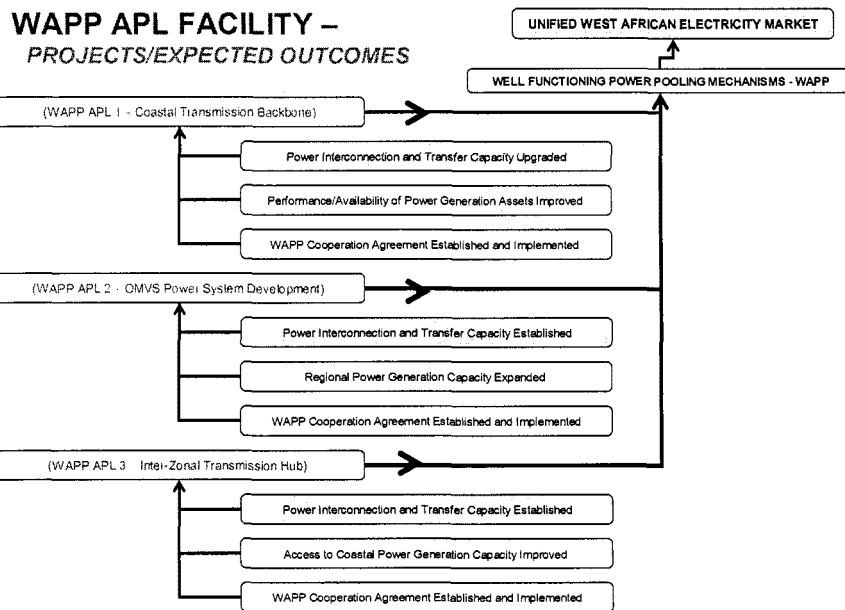 WAPP APL FACILITY –
PROJECTS/EXPECTED OUTCOMES
UNIFIED WEST AFRICAN ELECTRICITY MARKET
WELL FUNCTIONING POWER POOLING MECHANISMS - WAPP
(WAPP APL 1 - Coastal Transmission Backbone)
Power Interconnection and Transfer Capacity Upgraded
Performance/Availability of Power Generation Assets Improved
WAPP Cooperation Agreement Established and Implemented
(WAPP APL 2 - OMVS Power System Development)
Power Interconnection and Transfer Capacity Established
Regional Power Generation Capacity Expanded
WAPP Cooperation Agreement Established and Implemented
(WAPP APL 3 Inter-Zonal Transmission Hub)
Power Interconnection and Transfer Capacity Established
Access to Coastal Power Generation Capacity Improved
WAPP Cooperation Agreement Established and Implemented